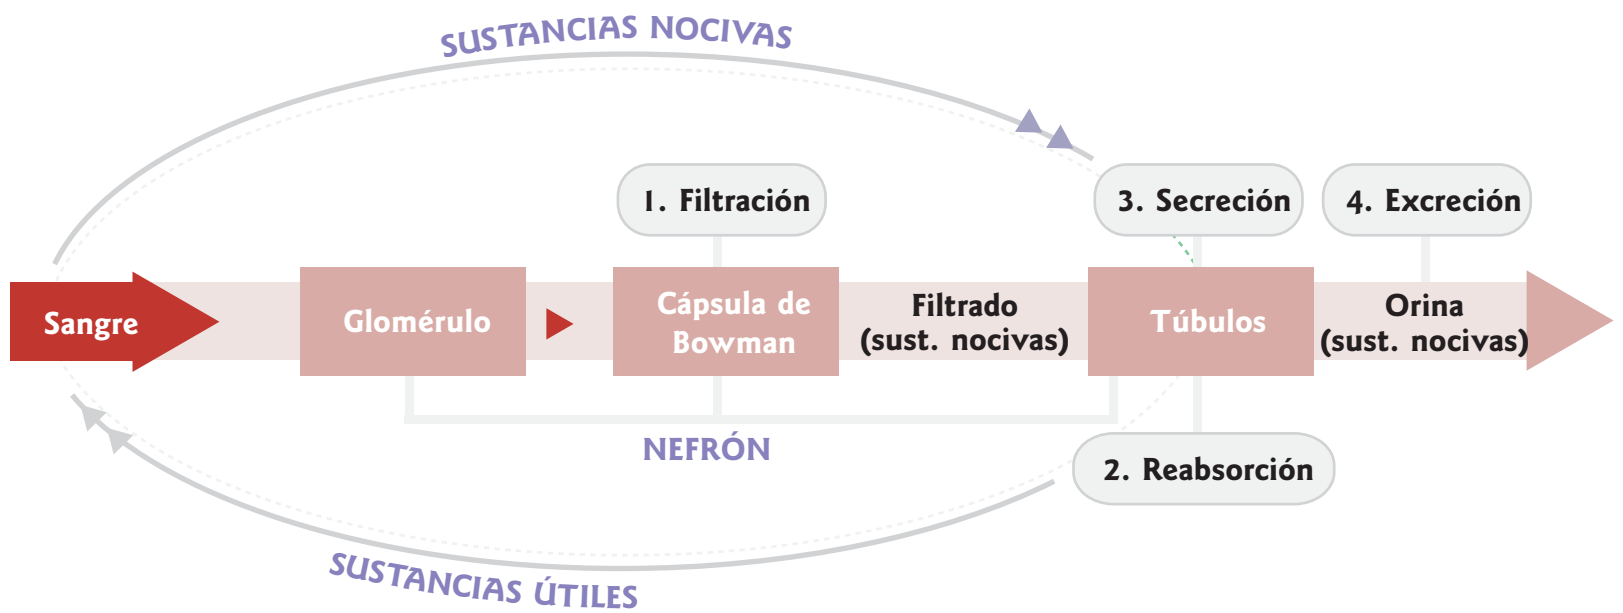 SUSTANCIAS NOCIVAS
1. Filtración
3. Secreción
4. Excreción
Sangre
Glomérulo
Cápsula de
Bowman
Filtrado
(sust. nocivas)
Túbulos
Orina
(sust. nocivas)
NEFRÓN
2. Reabsorción
SUSTANCIAS ÚTILES